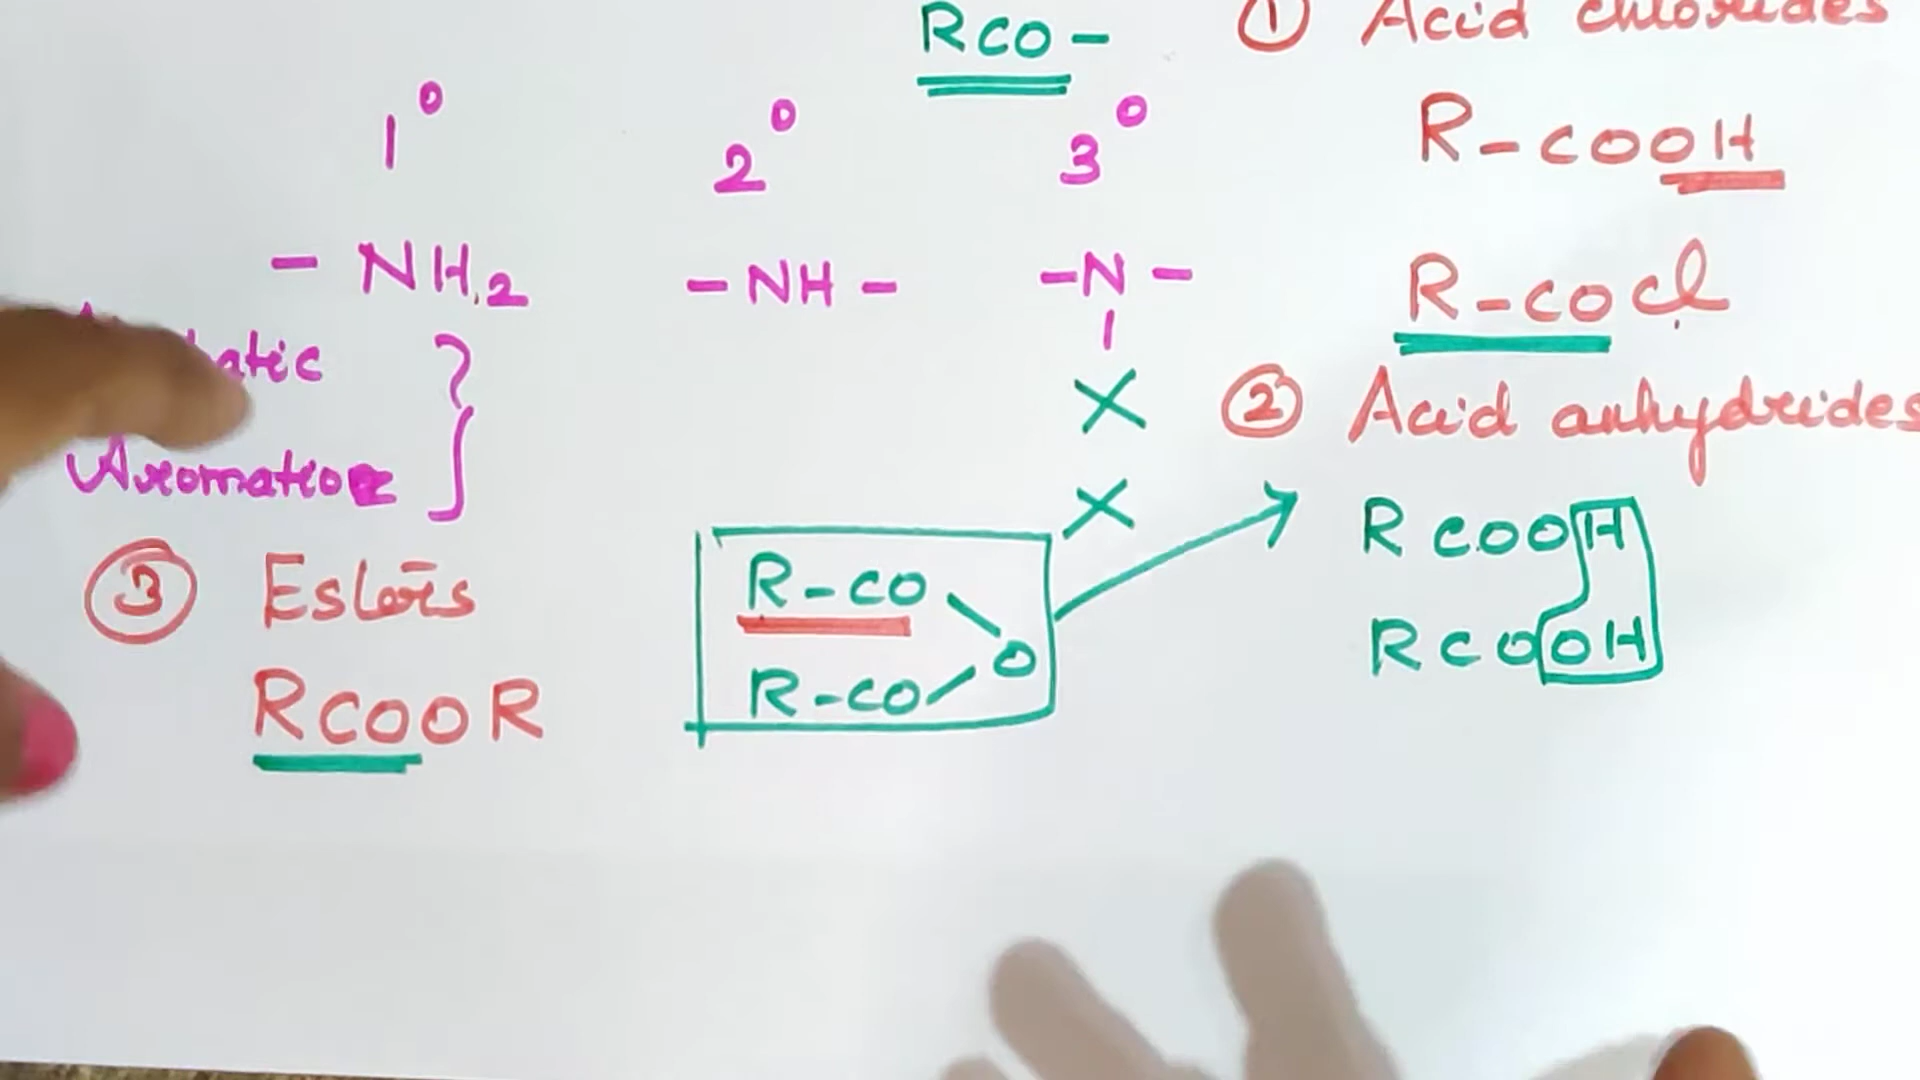 RCO-
① Acid chlorides
1° 2° 3°
R-COOH
- NH2 -NH- -N-
R-COCl
Aromatic
X
② Acid anhydrides
X
③ Esters
R-CO
O
R-CO
RCOOH
RCOOH
RCOOR